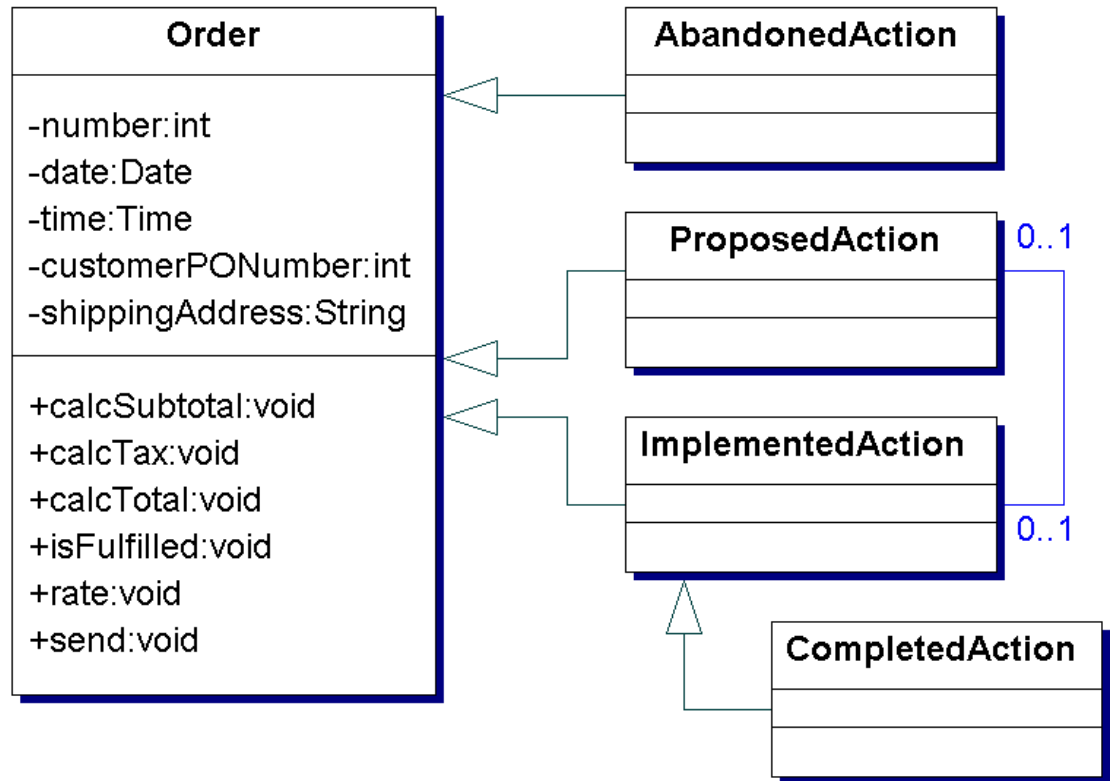 Order
-number:int
-date:Date
-time:Time
-customerPONumber:int
-shippingAddress:String
+calcSubtotal:void
+calcTax:void
+calcTotal:void
+isFulfilled:void
+rate:void
+send:void
AbandonedAction
ProposedAction
0..1
ImplementedAction
0..1
CompletedAction